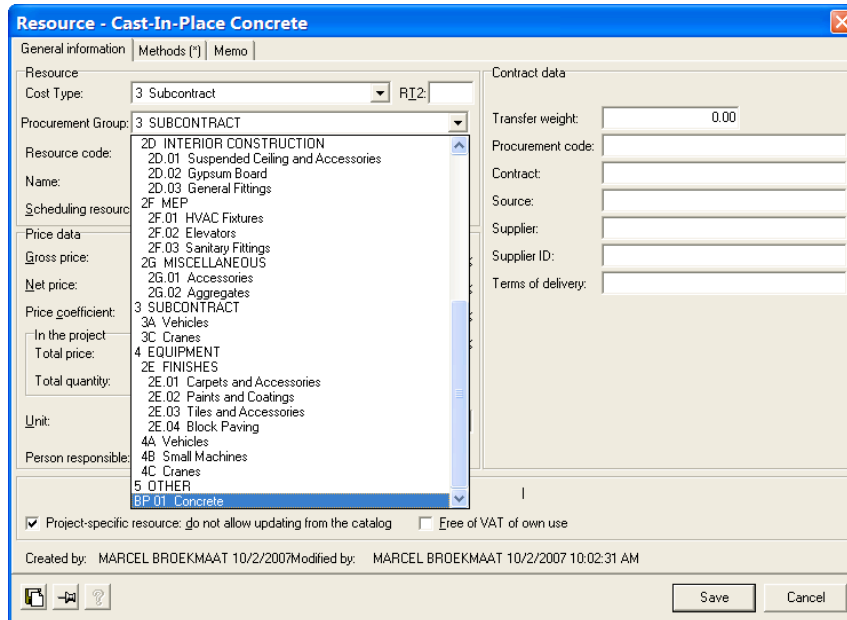 Resource - Cast-In-Place Concrete
General information Methods (*) Memo
Resource
Cost Type: 3 Subcontract RT2:
Procurement Group: 3 SUBCONTRACT
Resource code:
Name:
Scheduling resourc
Price data
Gross price:
Net price:
Price coefficient:
In the project
Total price:
Total quantity:
Unit:
Person responsible:
2D INTERIOR CONSTRUCTION
2D.01 Suspended Ceiling and Accessories
2D.02 Gypsum Board
2D.03 General Fittings
2F MEP
2F.01 HVAC Fixtures
2F.02 Elevators
2F.03 Sanitary Fittings
2G MISCELLANEOUS
2G.01 Accessories
2G.02 Aggregates
3 SUBCONTRACT
3A Vehicles
3C Cranes
4 EQUIPMENT
2E FINISHES
2E.01 Carpets and Accessories
2E.02 Paints and Coatings
2E.03 Tiles and Accessories
2E.04 Block Paving
4A Vehicles
4B Small Machines
4C Cranes
5 OTHER
BP 01 Concrete
Contract data
Transfer weight: 0.00
Procurement code:
Contract:
Source:
Supplier:
Supplier ID:
Terms of delivery:
Project-specific resource: do not allow updating from the catalog Free of VAT of own use
Created by: MARCEL BROEKMAAT 10/2/2007Modified by: MARCEL BROEKMAAT 10/2/2007 10:02:31 AM
Save Cancel